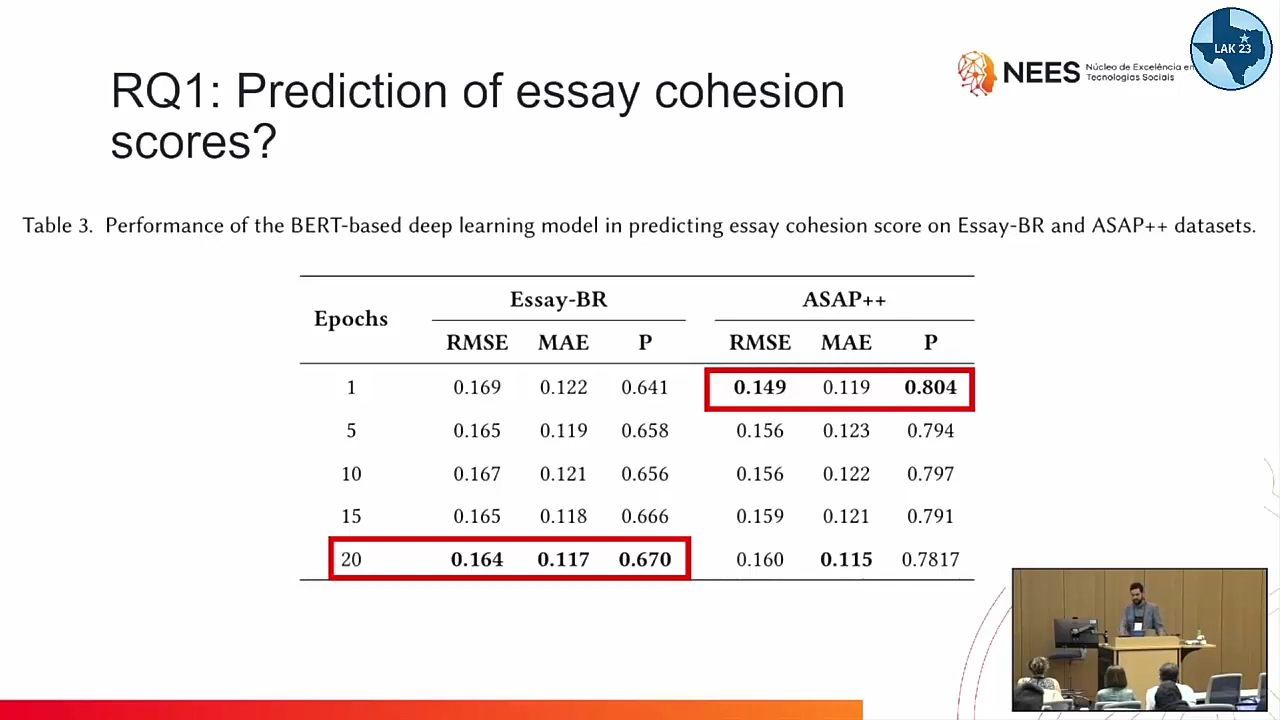 LAK 23
NEES Núcleo de Excelência em
Tecnologias Sociais
RQ1: Prediction of essay cohesion
scores?
Table 3. Performance of the BERT-based deep learning model in predicting essay cohesion score on Essay-BR and ASAP++ datasets.
Epochs Essay-BR ASAP++
RMSE MAE P RMSE MAE P
1 0.169 0.122 0.641 0.149 0.119 0.804
5 0.165 0.119 0.658 0.156 0.123 0.794
10 0.167 0.121 0.656 0.156 0.122 0.797
15 0.165 0.118 0.666 0.159 0.121 0.791
20 0.164 0.117 0.670 0.160 0.115 0.7817